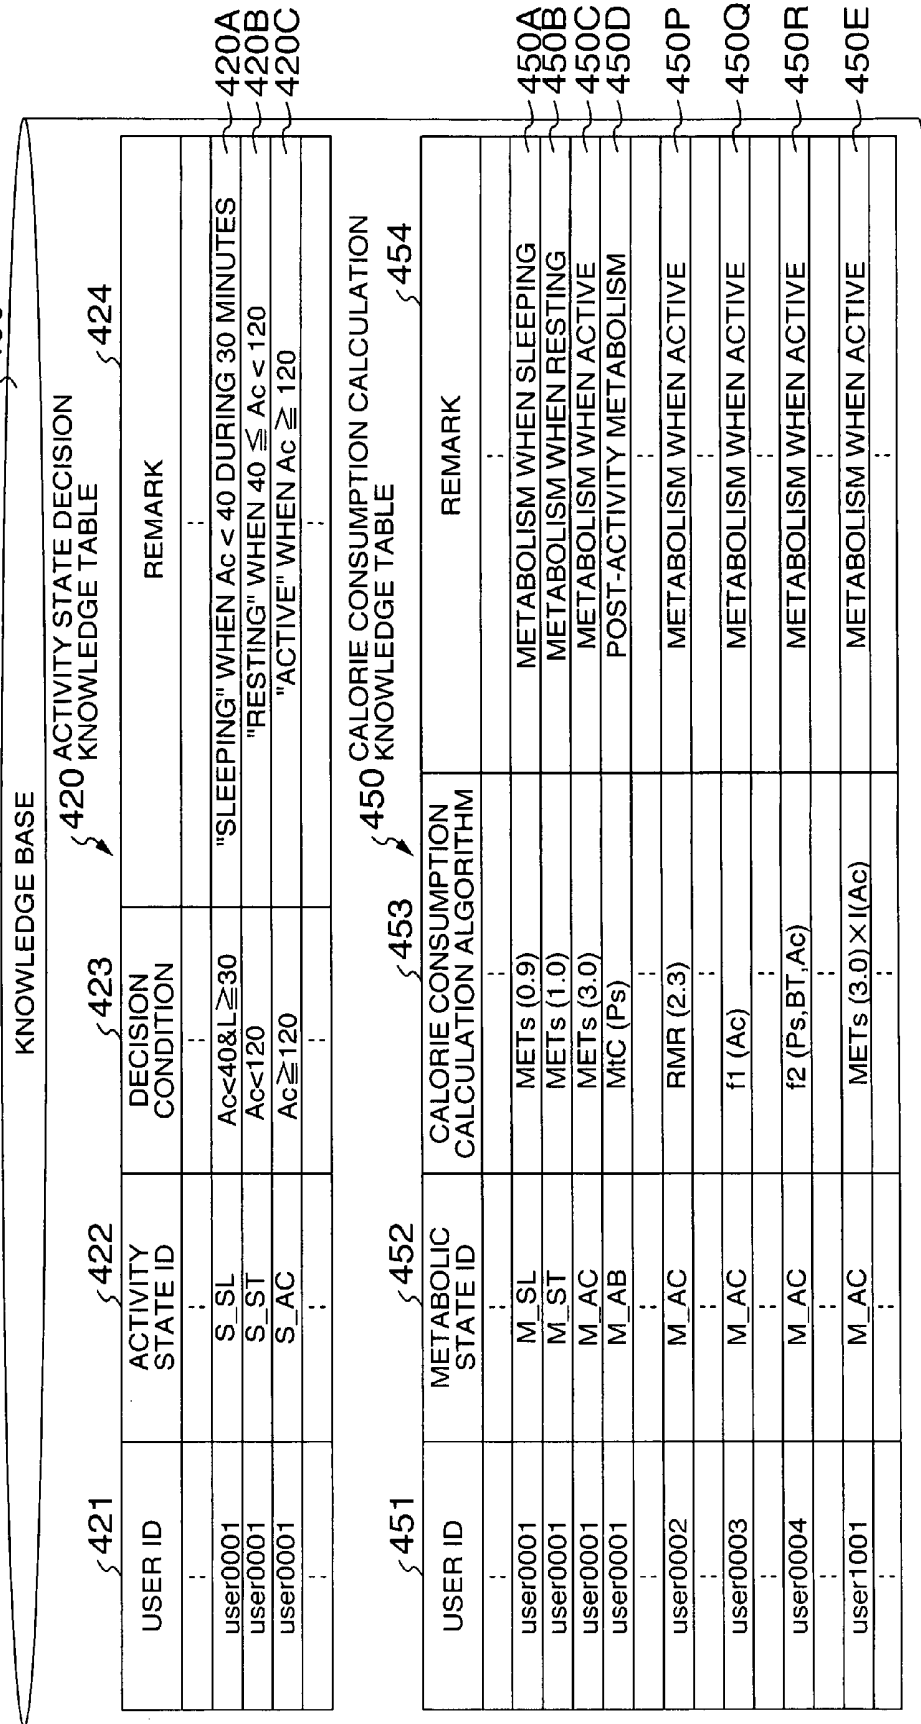 KNOWLEDGE BASE
420 ACTIVITY STATE DECISION
KNOWLEDGE TABLE
421 422 423 424
USER ID ACTIVITY STATE ID DECISION CONDITION REMARK
user0001 S_SL Ac<40&L≧30 "SLEEPING" WHEN Ac < 40 DURING 30 MINUTES 420A
user0001 S_ST Ac<120 "RESTING" WHEN 40 ≦ Ac < 120 420B
user0001 S_AC Ac≧120 "ACTIVE" WHEN Ac ≧ 120 420C
450 CALORIE CONSUMPTION CALCULATION
KNOWLEDGE TABLE
451 452 453 454
USER ID METABOLIC STATE ID CALORIE CONSUMPTION CALCULATION ALGORITHM REMARK
user0001 M_SL METs (0.9) METABOLISM WHEN SLEEPING 450A
user0001 M_ST METs (1.0) METABOLISM WHEN RESTING 450B
user0001 M_AC METs (3.0) METABOLISM WHEN ACTIVE 450C
user0001 M_AB MtC (Ps) POST-ACTIVITY METABOLISM 450D
user0002 M_AC RMR (2.3) METABOLISM WHEN ACTIVE 450P
user0003 M_AC f1 (Ac) METABOLISM WHEN ACTIVE 450Q
user0004 M_AC f2 (Ps,BT,Ac) METABOLISM WHEN ACTIVE 450R
user1001 M_AC METs (3.0)×I(Ac) METABOLISM WHEN ACTIVE 450E